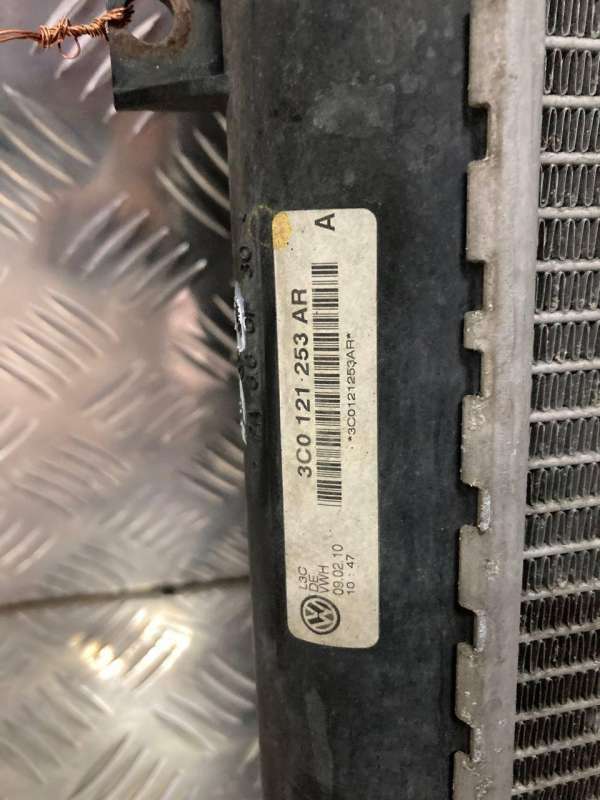 A
3C0 121 253 AR
*3C0121253AR*
L3C
DE
VWH
09.02.10
10:47